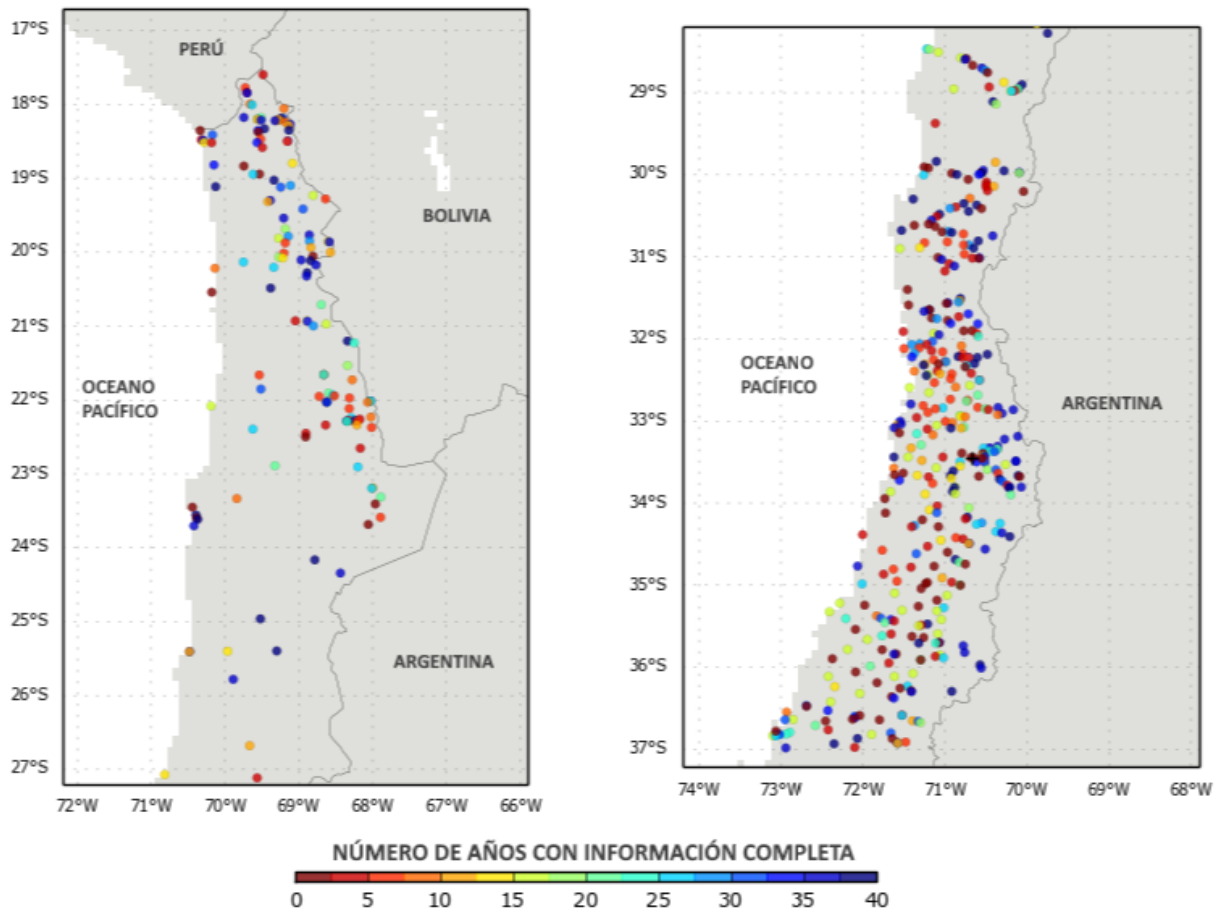 17°S
18°S
19°S
20°S
21°S
22°S
23°S
24°S
25°S
26°S
27°S
PERÚ
BOLIVIA
OCEANO
PACÍFICO
ARGENTINA
72°W 71°W 70°W 69°W 68°W 67°W 66°W
29°S
30°S
31°S
32°S
33°S
34°S
35°S
36°S
37°S
OCEANO
PACÍFICO
ARGENTINA
74°W 73°W 72°W 71°W 70°W 69°W 68°W
NÚMERO DE AÑOS CON INFORMACIÓN COMPLETA
0 5 10 15 20 25 30 35 40